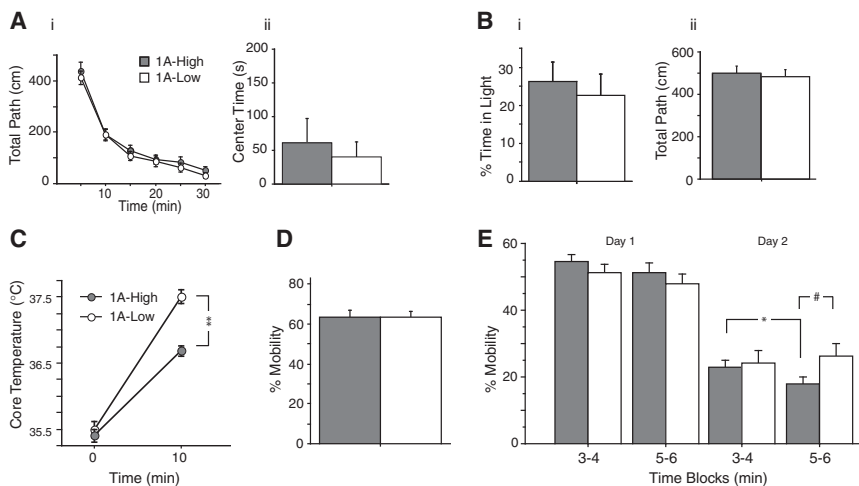 A
i
ii
1A-High
1A-Low
Total Path (cm)
400
200
0
10
20
30
Time (min)
Center Time (s)
200
150
100
50
0
B
i
ii
% Time in Light
30
20
10
0
Total Path (cm)
600
400
200
0
C
1A-High
1A-Low
Core Temperature (°C)
37.5
36.5
35.5
**
0
10
Time (min)
D
% Mobility
80
60
40
20
0
E
Day 1
Day 2
% Mobility
60
40
20
0
*
#
3-4
5-6
3-4
5-6
Time Blocks (min)